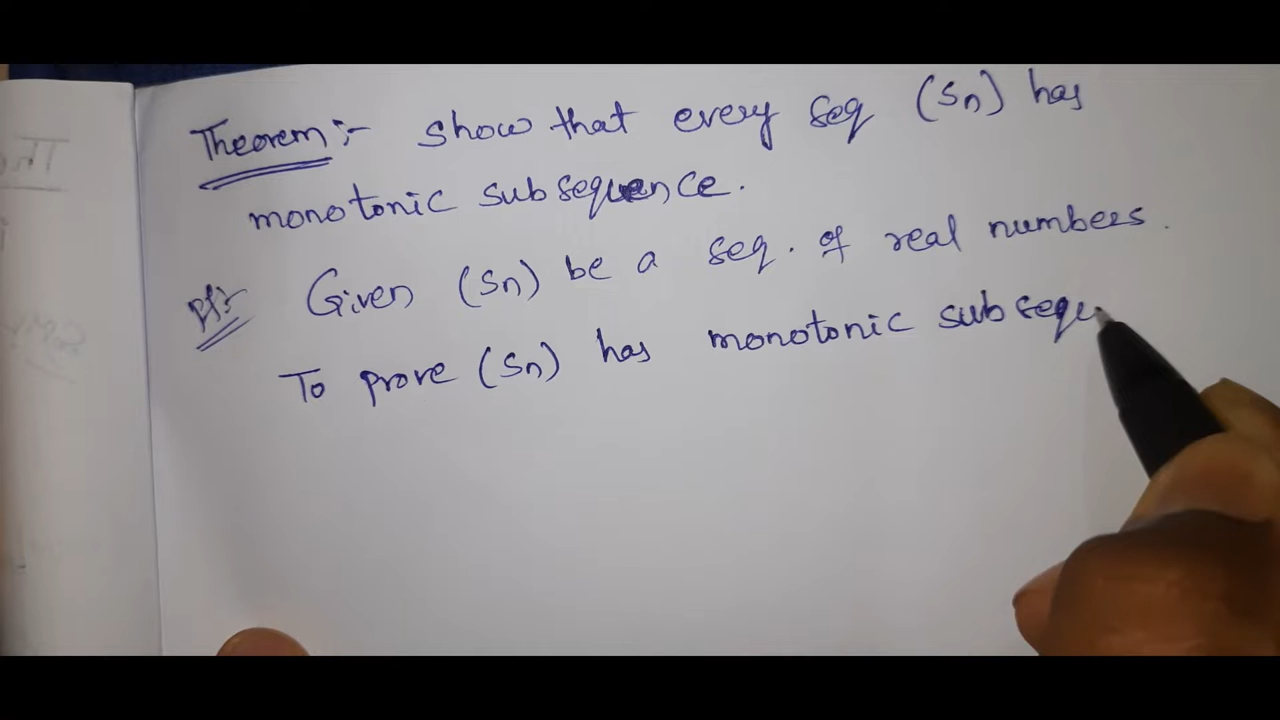 Theorem :- Show that every seq (Sn) has
monotonic subsequence.
Pf:- Given (Sn) be a seq. of real numbers.
To prove (Sn) has monotonic subsequ